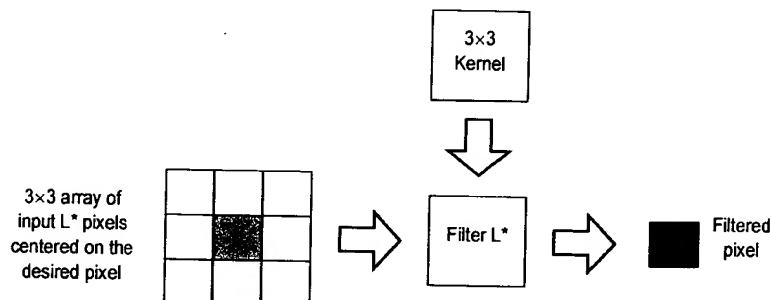 3×3
Kernel
3×3 array of
input L* pixels
centered on the
desired pixel
Filter L*
Filtered
pixel